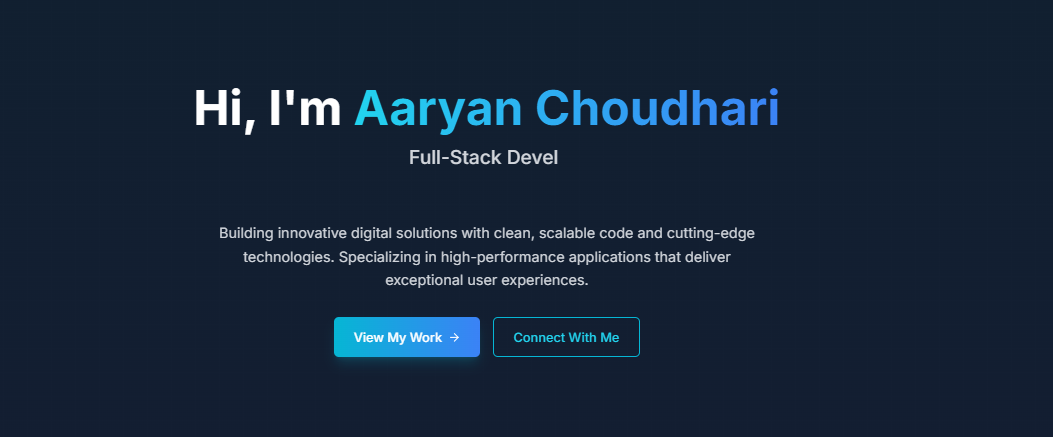 Hi, I'm Aaryan Choudhari
Full-Stack Devel
Building innovative digital solutions with clean, scalable code and cutting-edge
technologies. Specializing in high-performance applications that deliver
exceptional user experiences.
View My Work →
Connect With Me